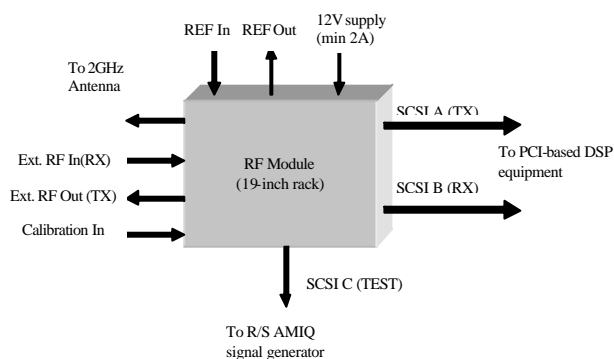 REF In
REF Out
12V supply
(min 2A)
To 2GHz
Antenna
Ext. RF In(RX)
Ext. RF Out (TX)
Calibration In
RF Module
(19-inch rack)
SCSI A (TX)
SCSI B (RX)
To PCI-based DSP
equipment
SCSI C (TEST)
To R/S AMIQ
signal generator